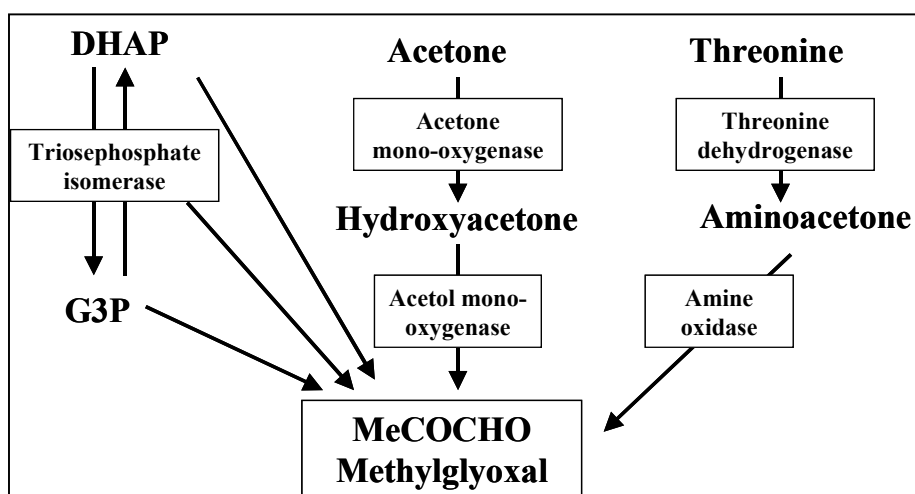 DHAP
Acetone
Threonine
Triosephosphate
isomerase
Acetone
mono-oxygenase
Threonine
dehydrogenase
Hydroxyacetone
Aminoacetone
G3P
Acetol mono-
oxygenase
Amine
oxidase
MeCOCHO
Methylglyoxal